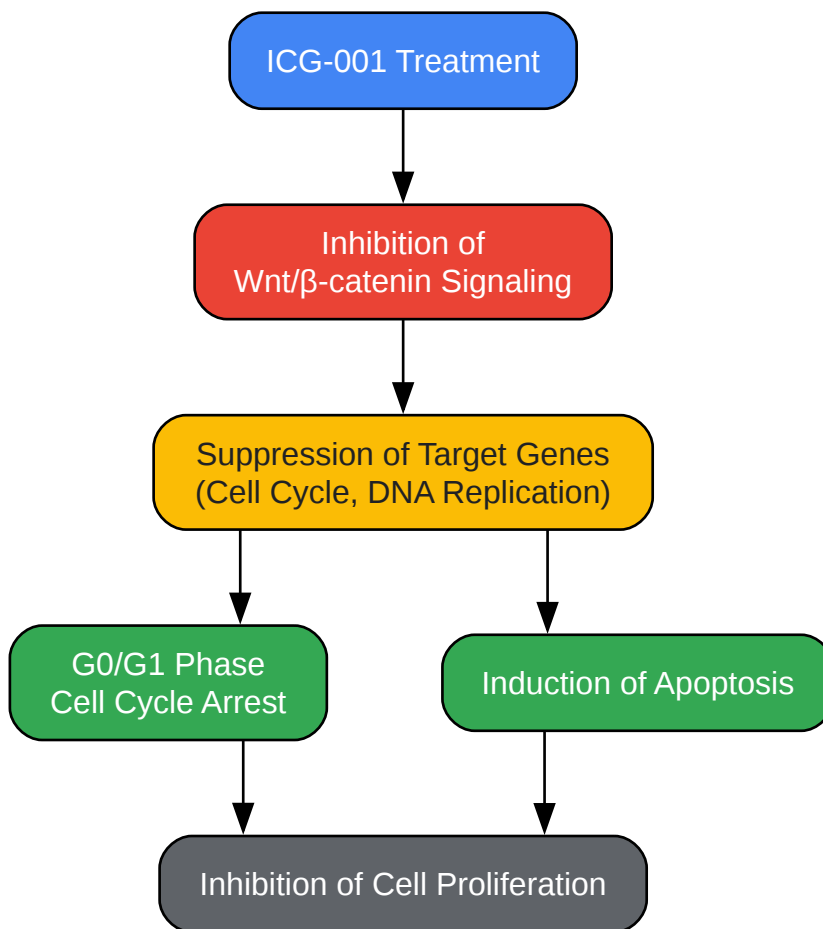 ICG-001 Treatment
Inhibition of
Wnt/β-catenin Signaling
Suppression of Target Genes
(Cell Cycle, DNA Replication)
G0/G1 Phase
Cell Cycle Arrest
Induction of Apoptosis
Inhibition of Cell Proliferation